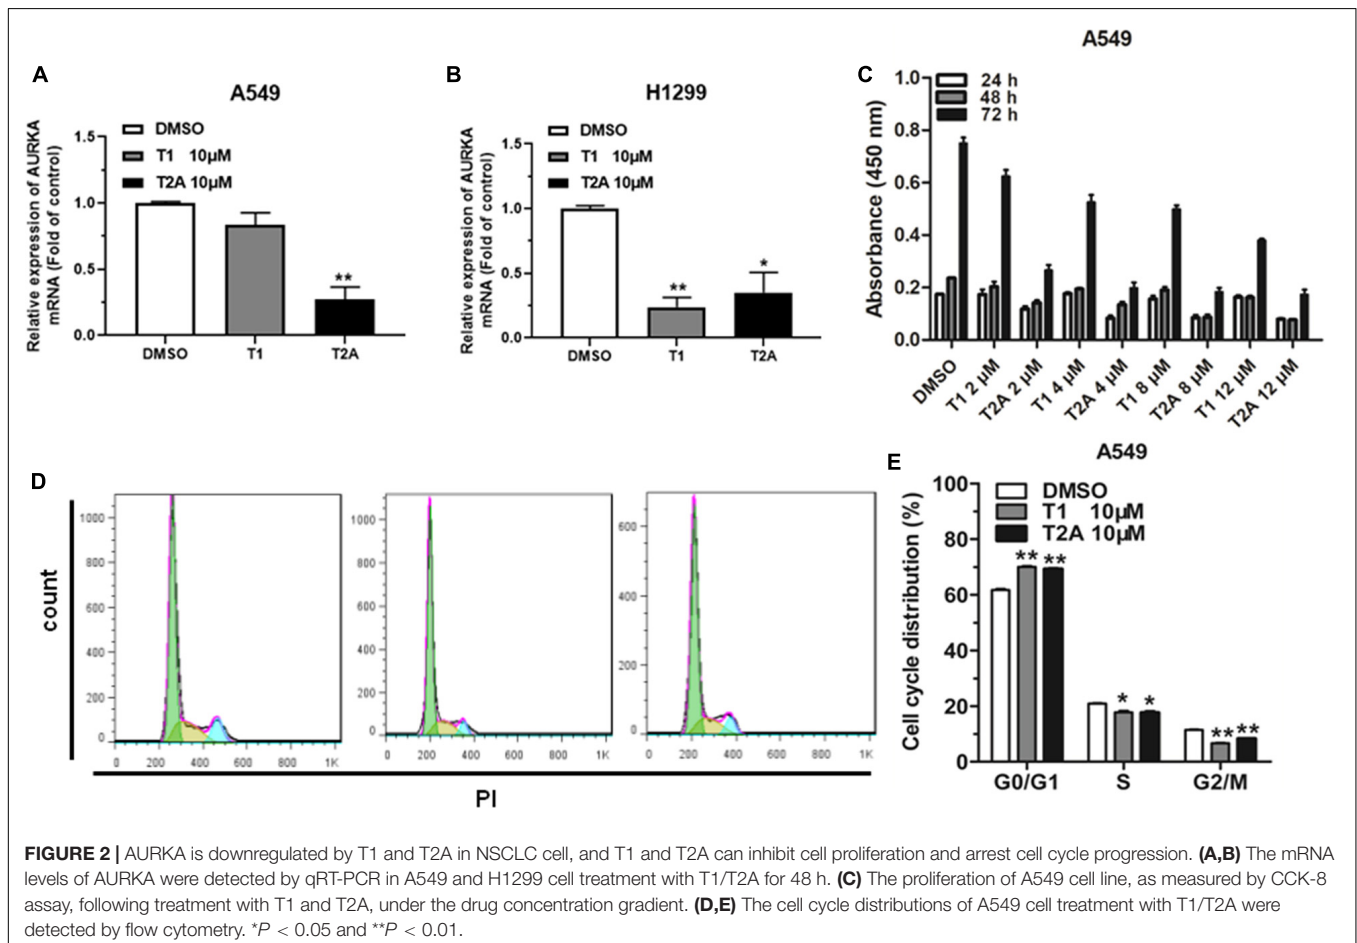 A
A549
Relative expression of AURKA
mRNA (Fold of control)
1.5
1.0
0.5
0.0
DMSO
T1 10µM
T2A 10µM
**
DMSO
T1
T2A
B
H1299
Relative expression of AURKA
mRNA (Fold of control)
1.5
1.0
0.5
0.0
DMSO
T1 10µM
T2A 10µM
**
*
DMSO
T1
T2A
C
A549
Absorbance (450 nm)
1.0
0.8
0.6
0.4
0.2
0.0
24 h
48 h
72 h
DMSO
T1 2 µM
T2A 2 µM
T1 4 µM
T2A 4 µM
T1 8 µM
T2A 8 µM
T1 12 µM
T2A 12 µM
D
count
1000
800
600
400
200
0
0 200 400 600 800 1K
1000
800
600
400
200
0
0 200 400 600 800 1K
600
400
200
0
0 200 400 600 800 1K
PI
E
A549
Cell cycle distribution (%)
100
80
60
40
20
0
DMSO
T1 10µM
T2A 10µM
** **
* *
** **
G0/G1
S
G2/M
FIGURE 2 | AURKA is downregulated by T1 and T2A in NSCLC cell, and T1 and T2A can inhibit cell proliferation and arrest cell cycle progression. (A,B) The mRNA
levels of AURKA were detected by qRT-PCR in A549 and H1299 cell treatment with T1/T2A for 48 h. (C) The proliferation of A549 cell line, as measured by CCK-8
assay, following treatment with T1 and T2A, under the drug concentration gradient. (D,E) The cell cycle distributions of A549 cell treatment with T1/T2A were
detected by flow cytometry. *P < 0.05 and **P < 0.01.